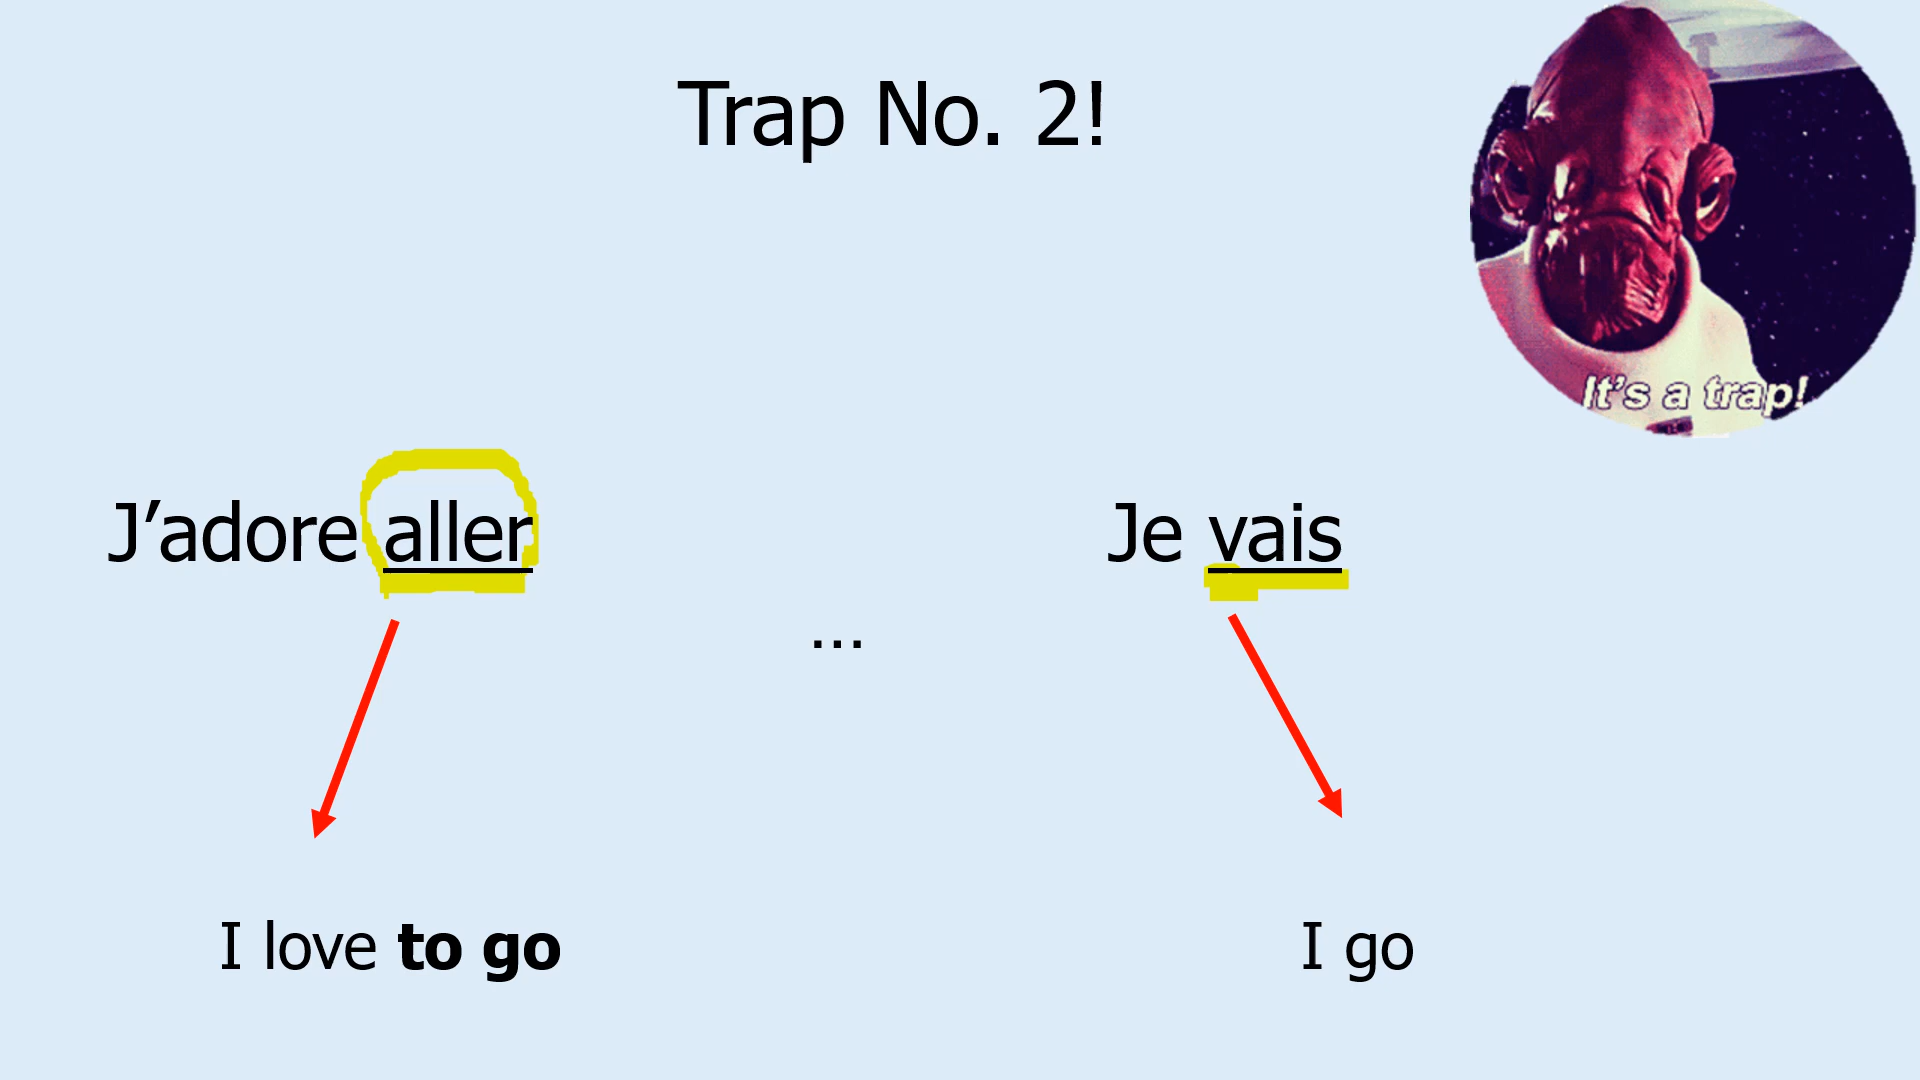 Trap No. 2!
It's a trap!
J’adore aller
Je vais
...
I love to go
I go